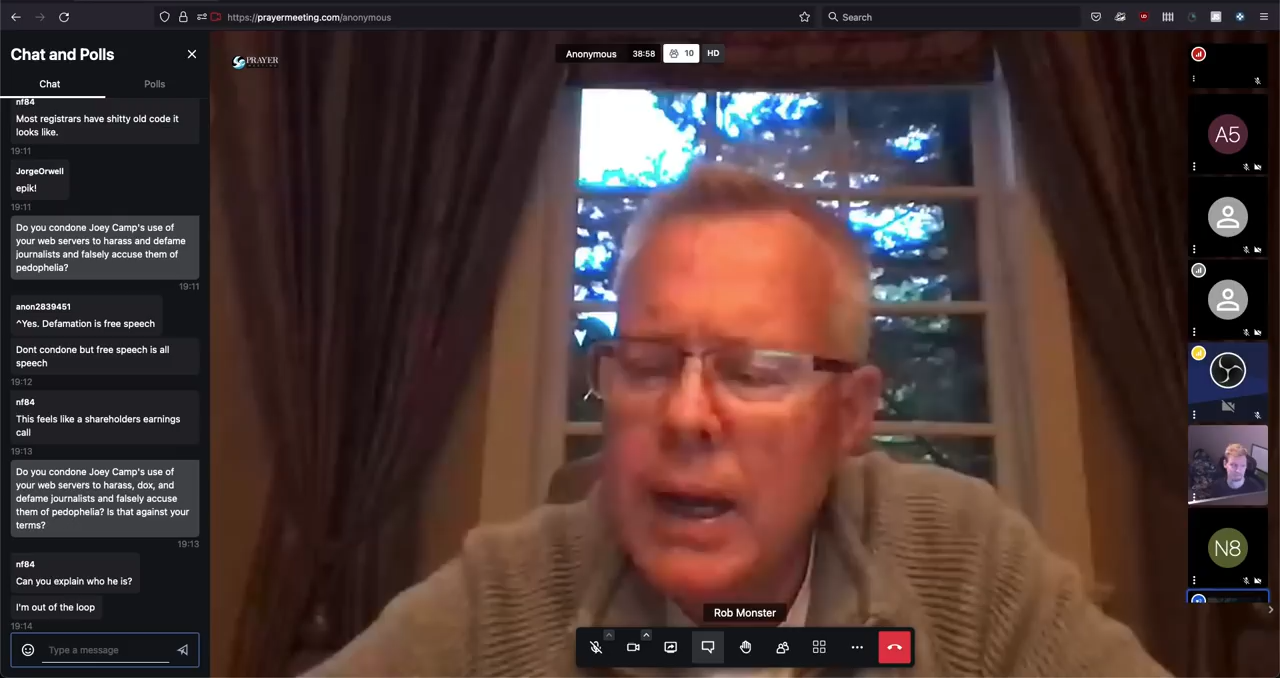 https://prayermeeting.com/anonymous
Search
Chat and Polls
Chat
Polls
nf84
Most registrars have shitty old code it
looks like.
19:11
JorgeOrwell
epik!
19:11
Do you condone Joey Camp's use of
your web servers to harass and defame
journalists and falsely accuse them of
pedophelia?
19:11
anon2839451
^Yes. Defamation is free speech
Dont condone but free speech is all
speech
19:12
nf84
This feels like a shareholders earnings
call
19:13
Do you condone Joey Camp's use of
your web servers to harass, dox, and
defame journalists and falsely accuse
them of pedophelia? Is that against your
terms?
19:13
nf84
Can you explain who he is?
I'm out of the loop
19:14
Type a message
PRAYER
MEETING
Anonymous
38:58
10
HD
Rob Monster
A5
N8